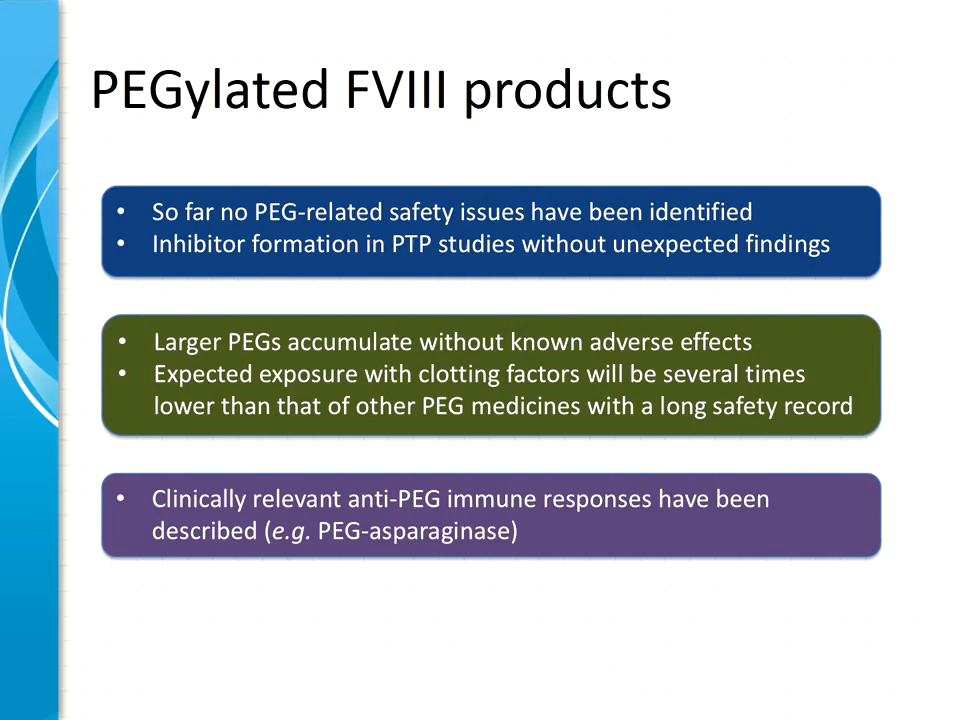 PEGylated FVIII products
• So far no PEG-related safety issues have been identified
• Inhibitor formation in PTP studies without unexpected findings
• Larger PEGs accumulate without known adverse effects
• Expected exposure with clotting factors will be several times
lower than that of other PEG medicines with a long safety record
• Clinically relevant anti-PEG immune responses have been
described (e.g. PEG-asparaginase)